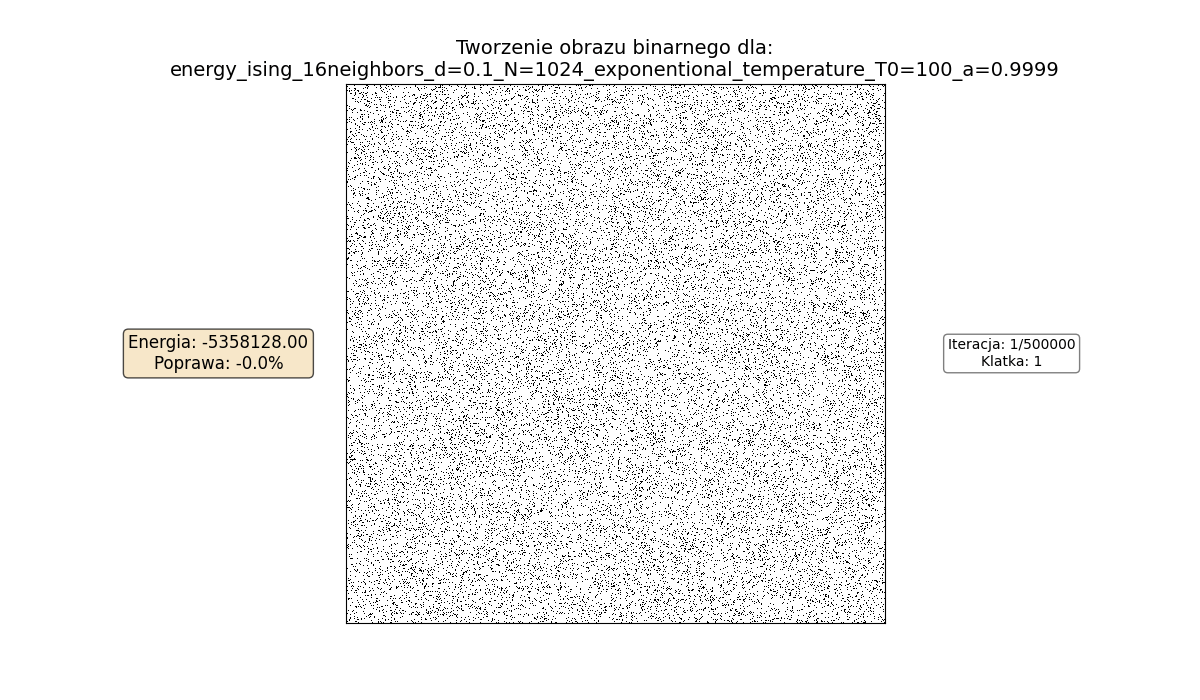 Tworzenie obrazu binarnego dla:
energy_ising_16neighbors_d=0.1_N=1024_exponentional_temperature_T0=100_a=0.9999
Energia: -5358128.00
Poprawa: -0.0%
Iteracja: 1/500000
Klatka: 1